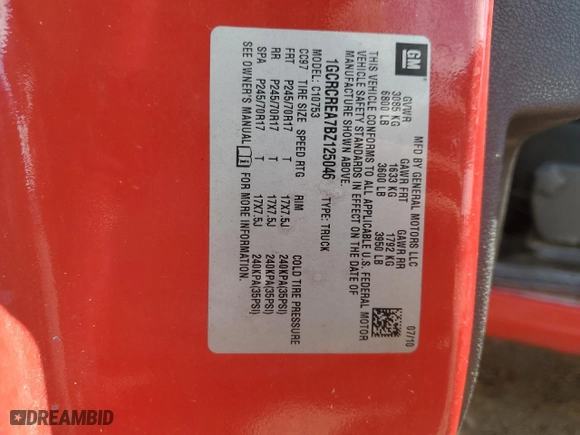 GM
MFD BY GENERAL MOTORS LLC
07/10
GVWR GAWR FRT GAWR RR
3085 KG 1633 KG 1792 KG
6800 LB 3600 LB 3950 LB
THIS VEHICLE CONFORMS TO ALL APPLICABLE U.S. FEDERAL MOTOR
VEHICLE SAFETY STANDARDS IN EFFECT ON THE DATE OF
MANUFACTURE SHOWN ABOVE.
1GCRCREA7BZ125046 TYPE: TRUCK
MODEL: C10753
CC97 TIRE SIZE SPEED RTG RIM COLD TIRE PRESSURE
FRT P245/70R17 T 17X7.5J 240KPA(35PSI)
RR P245/70R17 T 17X7.5J 240KPA(35PSI)
SPA P245/70R17 T 17X7.5J 240KPA(35PSI)
SEE OWNER'S MANUAL i FOR MORE INFORMATION.
DREAMBID